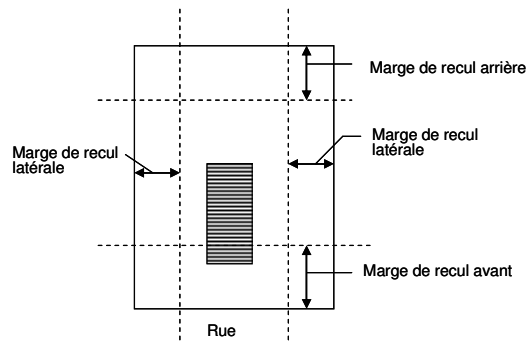 Marge de recul arrière
Marge de recul
latérale
Marge de recul
latérale
Marge de recul avant
Rue